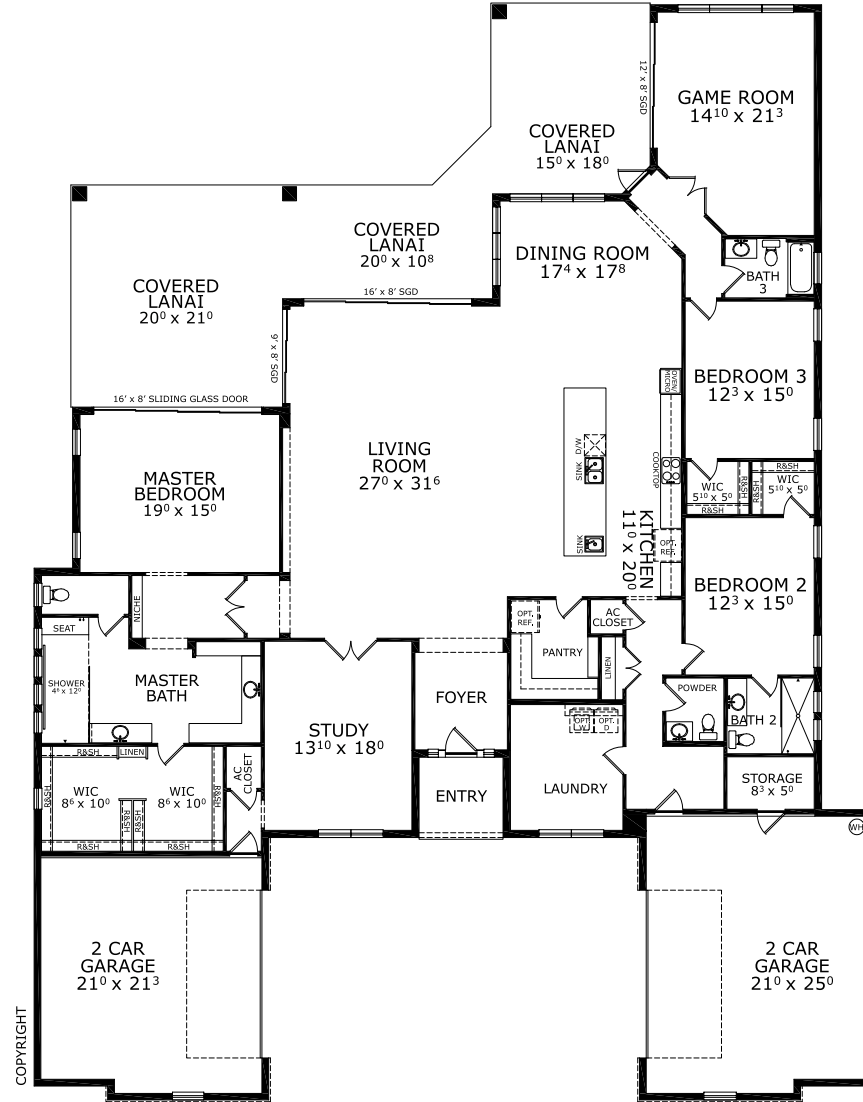 12' x 8' SGD
GAME ROOM
14¹⁰ x 21³
COVERED
LANAI
15⁰ x 18⁰
COVERED
LANAI
20⁰ x 10⁸
DINING ROOM
17⁴ x 17⁸
BATH
3
COVERED
LANAI
20⁰ x 21⁰
16' x 8' SGD
9' x 8' SGD
16' x 8' SLIDING GLASS DOOR
OVEN/
MICRO
BEDROOM 3
12³ x 15⁰
LIVING
ROOM
27⁰ x 31⁶
D/W
SINK
COOKTOP
SINK
MASTER
BEDROOM
19⁰ x 15⁰
R&SH
WIC
5¹⁰ x 5⁰
R&SH
R&SH
R&SH
WIC
5¹⁰ x 5⁰
KITCHEN
11⁰ x 20⁰
OPT.
REF.
BEDROOM 2
12³ x 15⁰
NICHE
OPT.
REF.
AC
CLOSET
SEAT
PANTRY
LINEN
SHOWER
4⁶ x 12⁰
MASTER
BATH
FOYER
POWDER
BATH 2
STUDY
13¹⁰ x 18⁰
OPT.
W
OPT.
D
R&SH
LINEN
AC
CLOSET
WIC
8⁶ x 10⁰
WIC
8⁶ x 10⁰
R&SH
R&SH
R&SH
R&SH
R&SH
R&SH
ENTRY
LAUNDRY
STORAGE
8³ x 5⁰
WH
2 CAR
GARAGE
21⁰ x 21³
2 CAR
GARAGE
21⁰ x 25⁰
COPYRIGHT